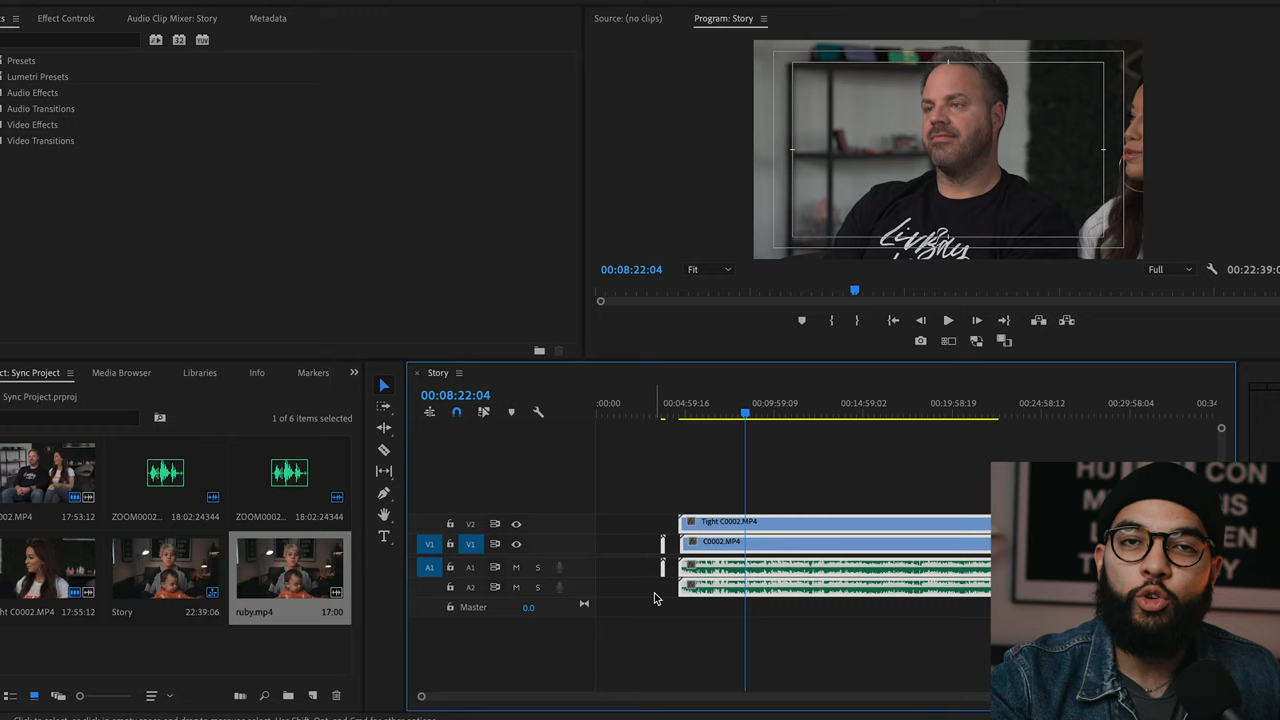 Effect Controls
Audio Clip Mixer: Story
Metadata
Source: (no clips)
Program: Story
32
YUV
Presets
Lumetri Presets
Audio Effects
Audio Transitions
Video Effects
Video Transitions
00:08:22:04
Fit
Full
00:22:39:0
Sync Project
Media Browser
Libraries
Info
Markers
Sync Project.prproj
1 of 6 items selected
002.MP4
17:53:12
ZOOM0002...
18:02:24344
ZOOM0002...
18:02:24344
ht C0002.MP4
17:55:12
Story
22:39:06
ruby.mp4
17:00
Story
00:08:22:04
:00:00
00:04:59:16
00:09:59:09
00:14:59:02
00:19:58:19
00:24:58:12
00:29:58:04
00:34
V2
Tight C0002.MP4
V1
V1
C0002.MP4
A1
A1
M
S
A2
M
S
Master
0.0